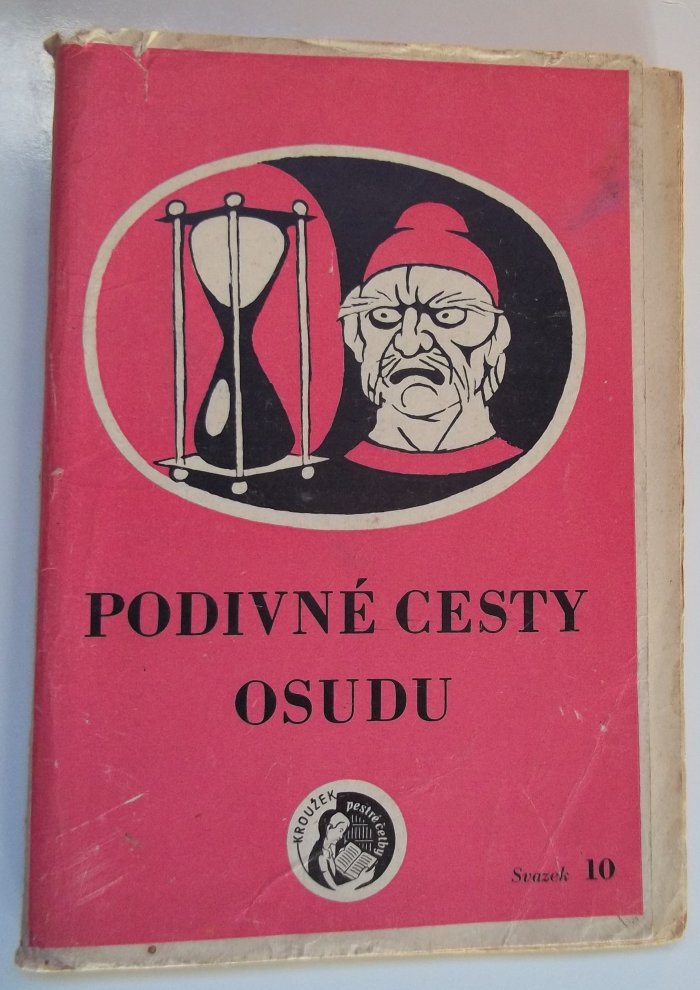 PODIVNÉ CESTY
OSUDU
KROUŽEK
pestré četby
Svazek 10